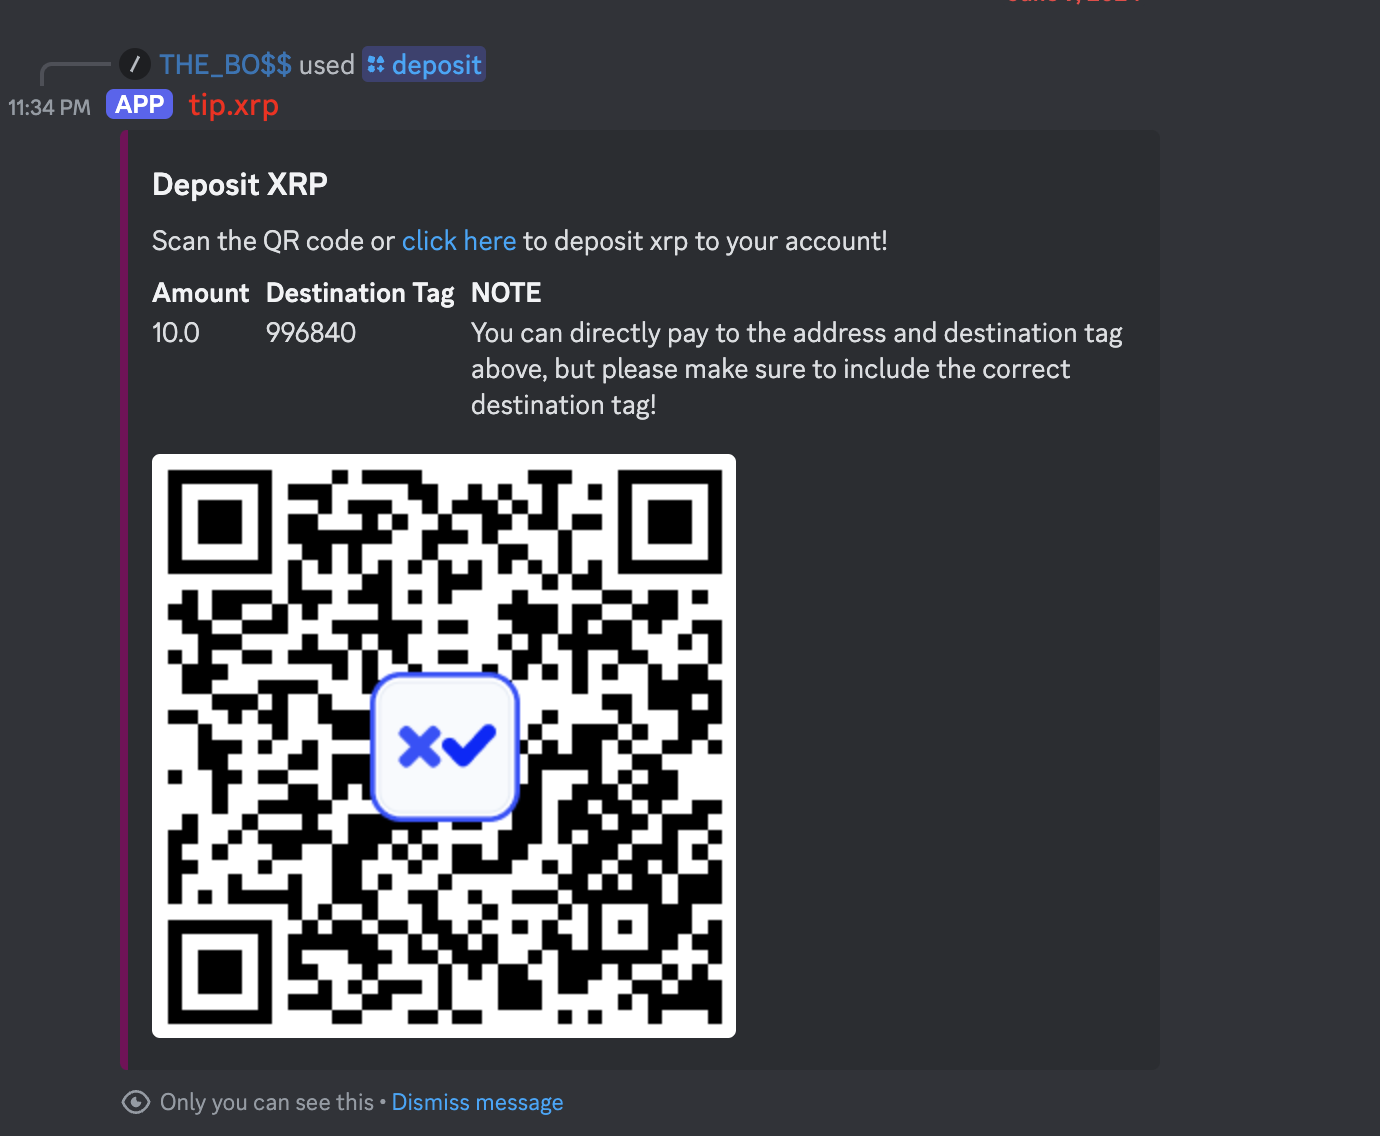 THE_BO$$ used deposit
11:34 PM APP tip.xrp
Deposit XRP
Scan the QR code or click here to deposit xrp to your account!
Amount Destination Tag NOTE
10.0 996840 You can directly pay to the address and destination tag
above, but please make sure to include the correct
destination tag!
Only you can see this • Dismiss message